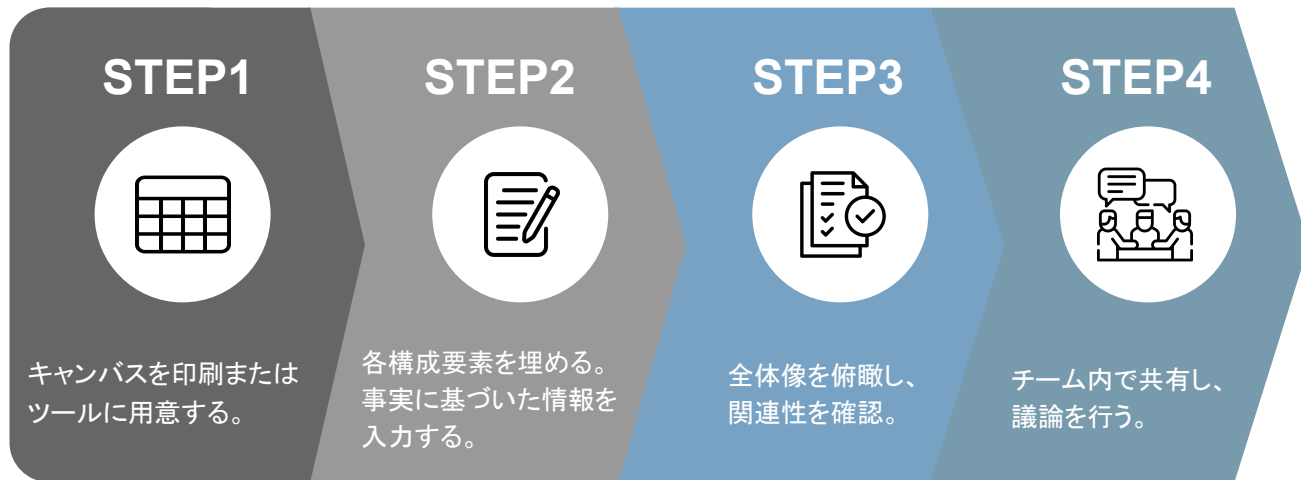 STEP1
キャンバスを印刷または
ツールに用意する。
STEP2
各構成要素を埋める。
事実に基づいた情報を
入力する。
STEP3
全体像を俯瞰し、
関連性を確認。
STEP4
チーム内で共有し、
議論を行う。